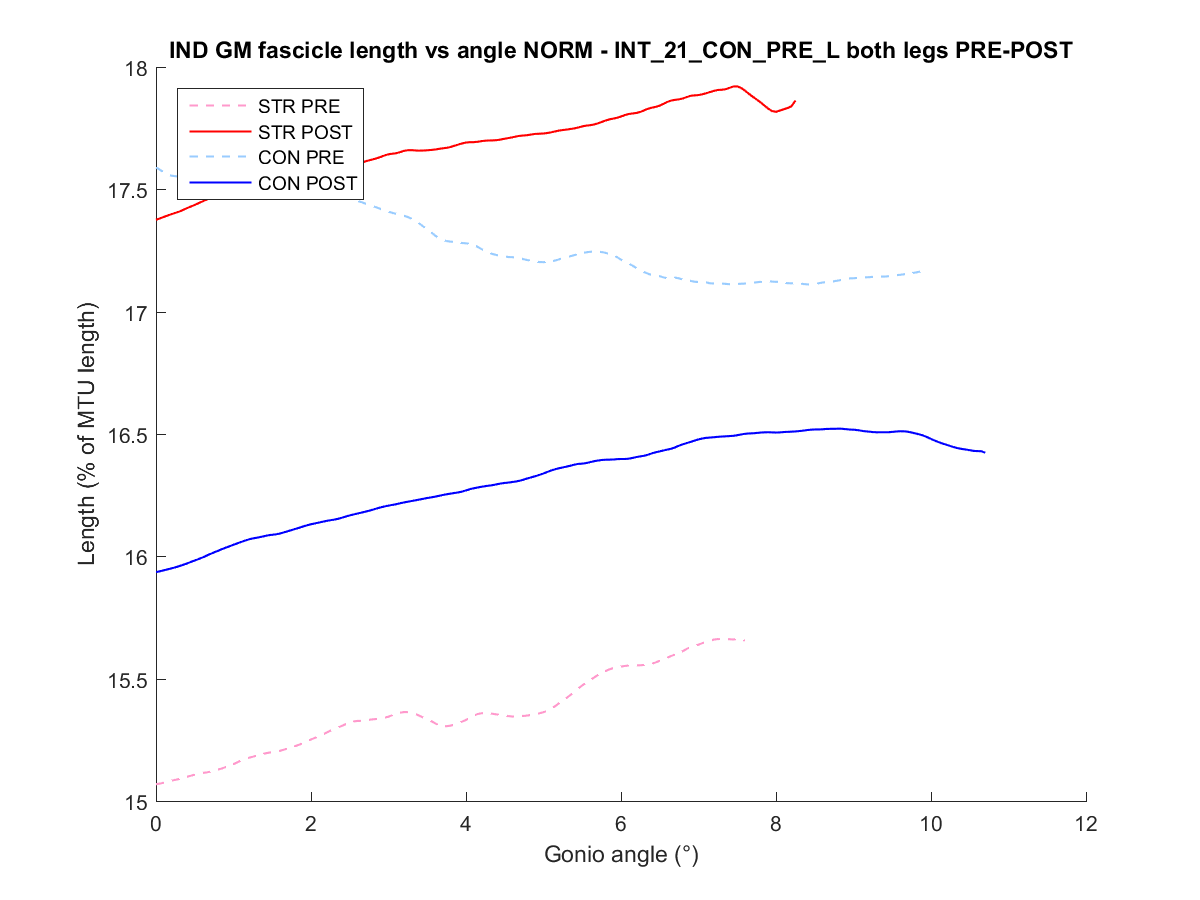 IND GM fascicle length vs angle NORM - INT_21_CON_PRE_L both legs PRE-POST
18
17.5
17
16.5
16
15.5
15
Length (% of MTU length)
STR PRE
STR POST
CON PRE
CON POST
0 2 4 6 8 10 12
Gonio angle (°)